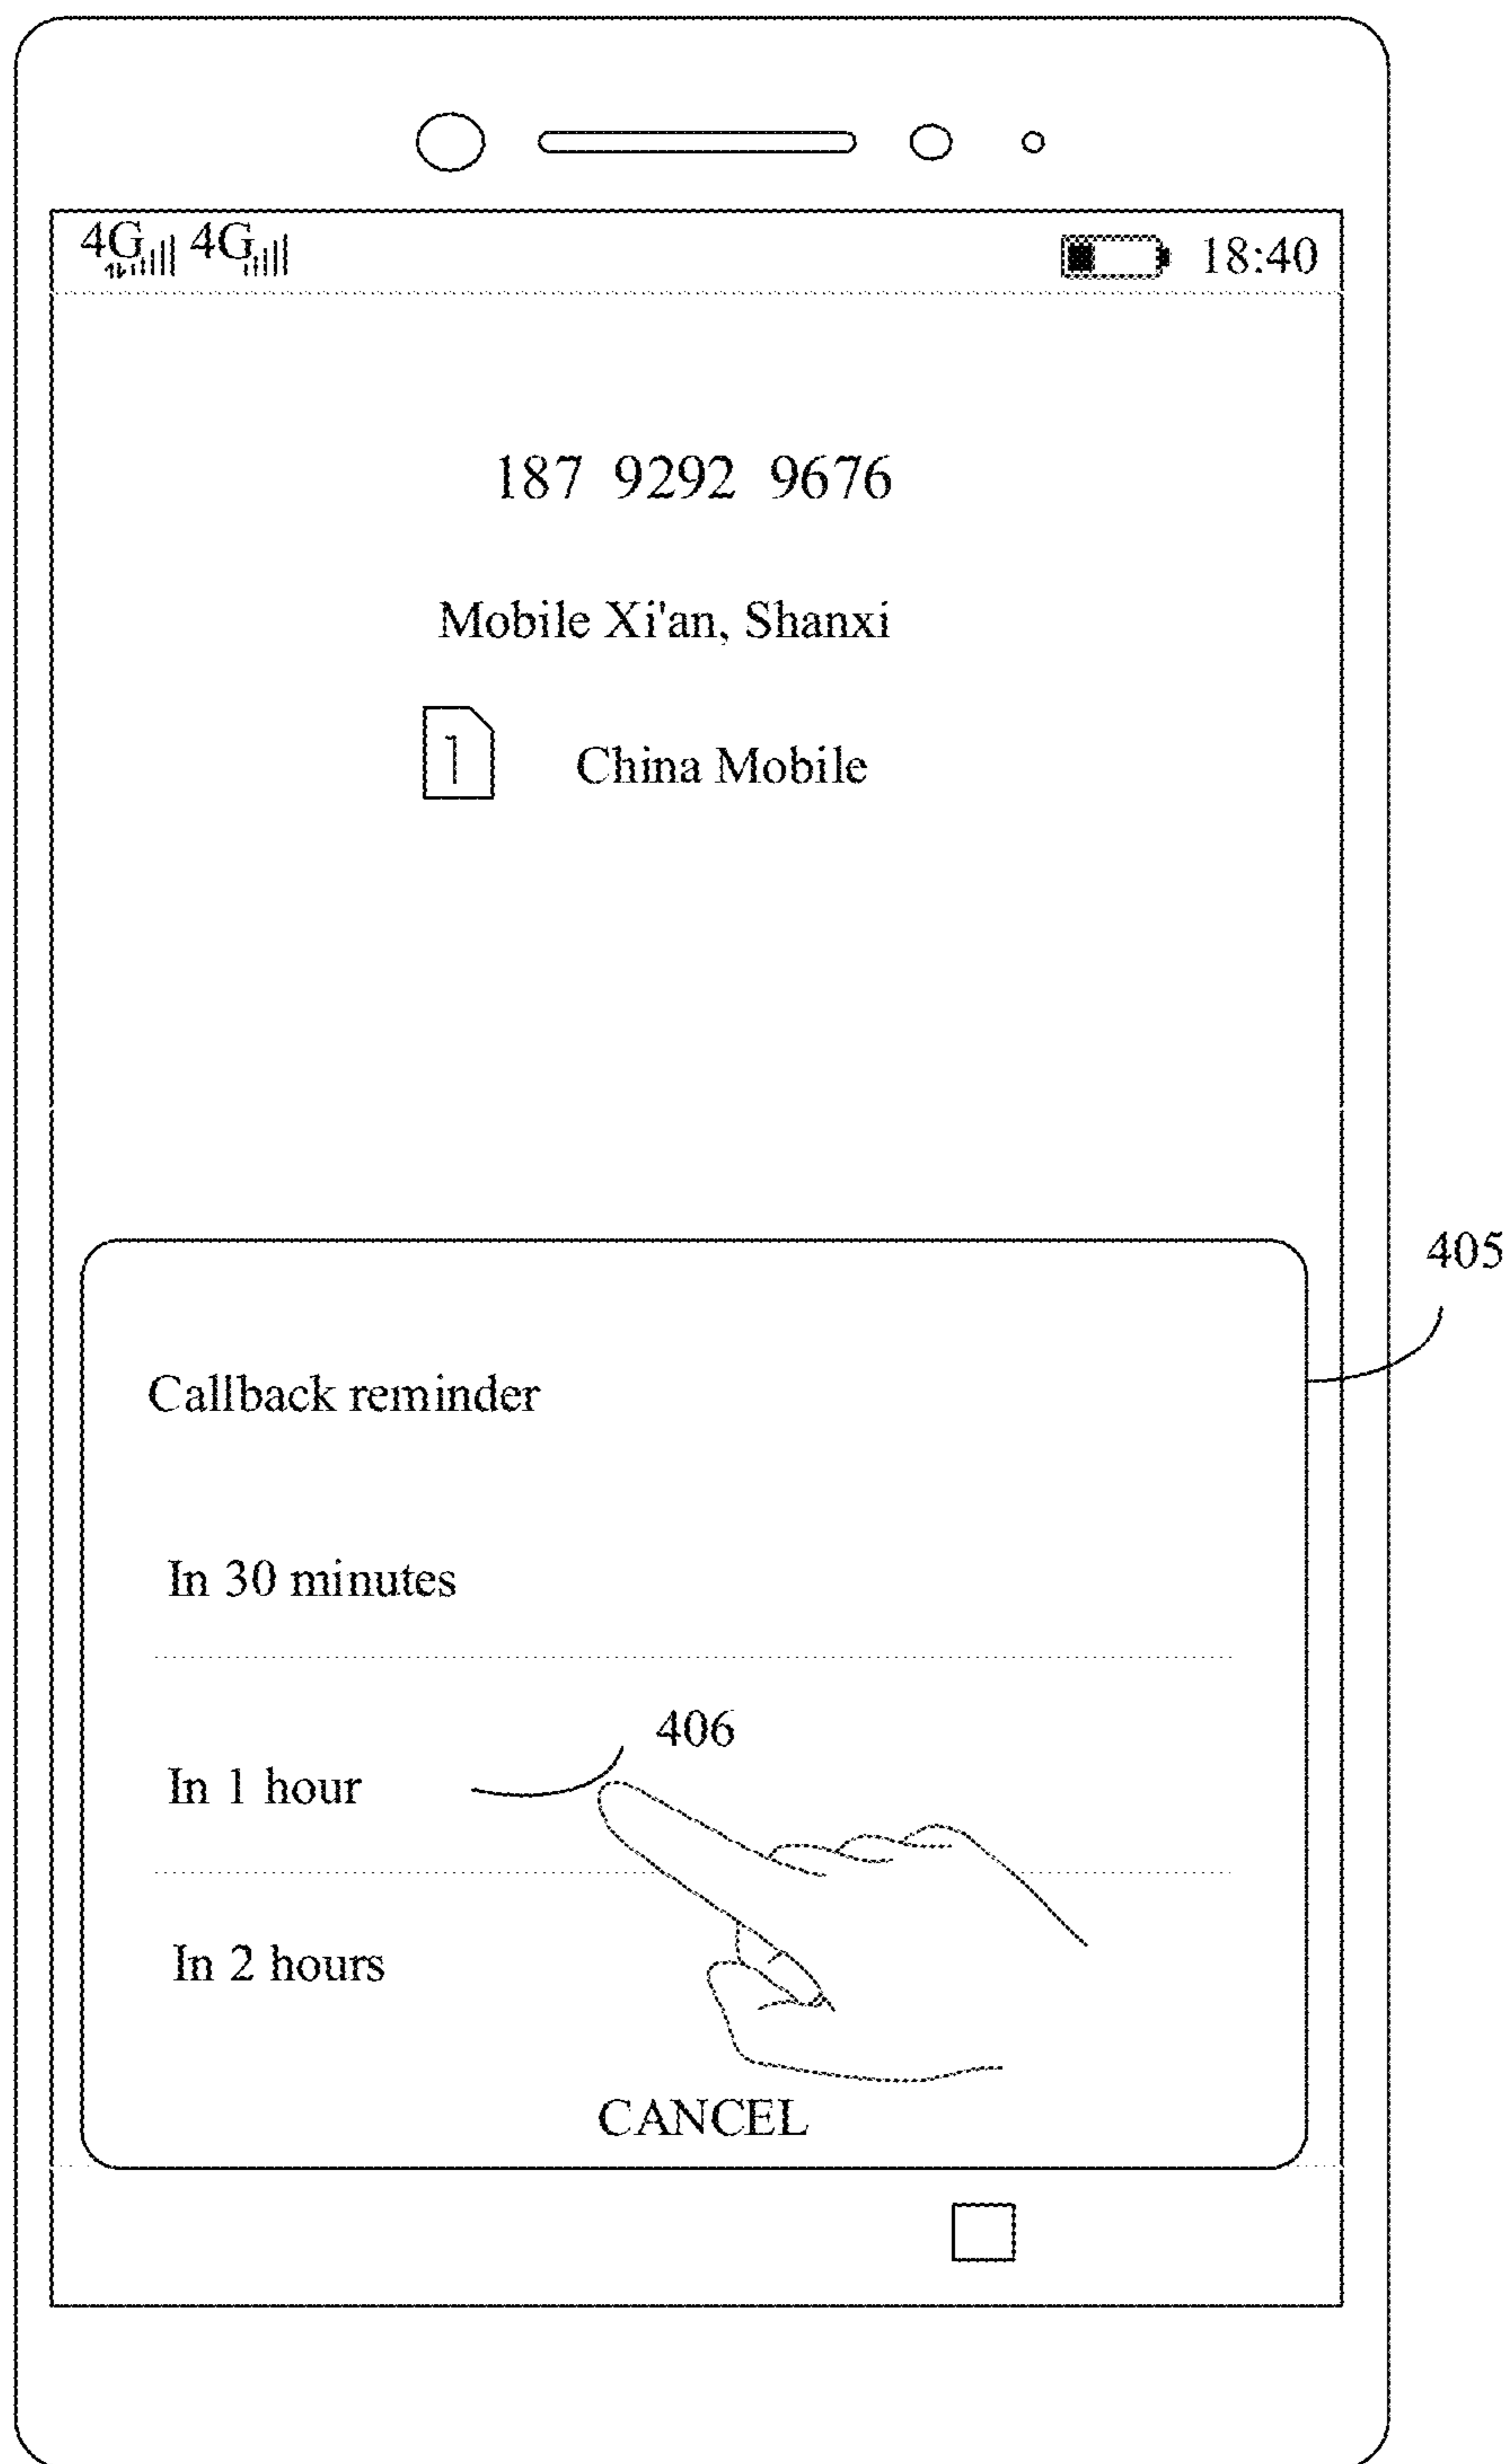 4G 4G 18:40
187 9292 9676
Mobile Xi'an, Shanxi
1 China Mobile
405
Callback reminder
In 30 minutes
406
In 1 hour
In 2 hours
CANCEL